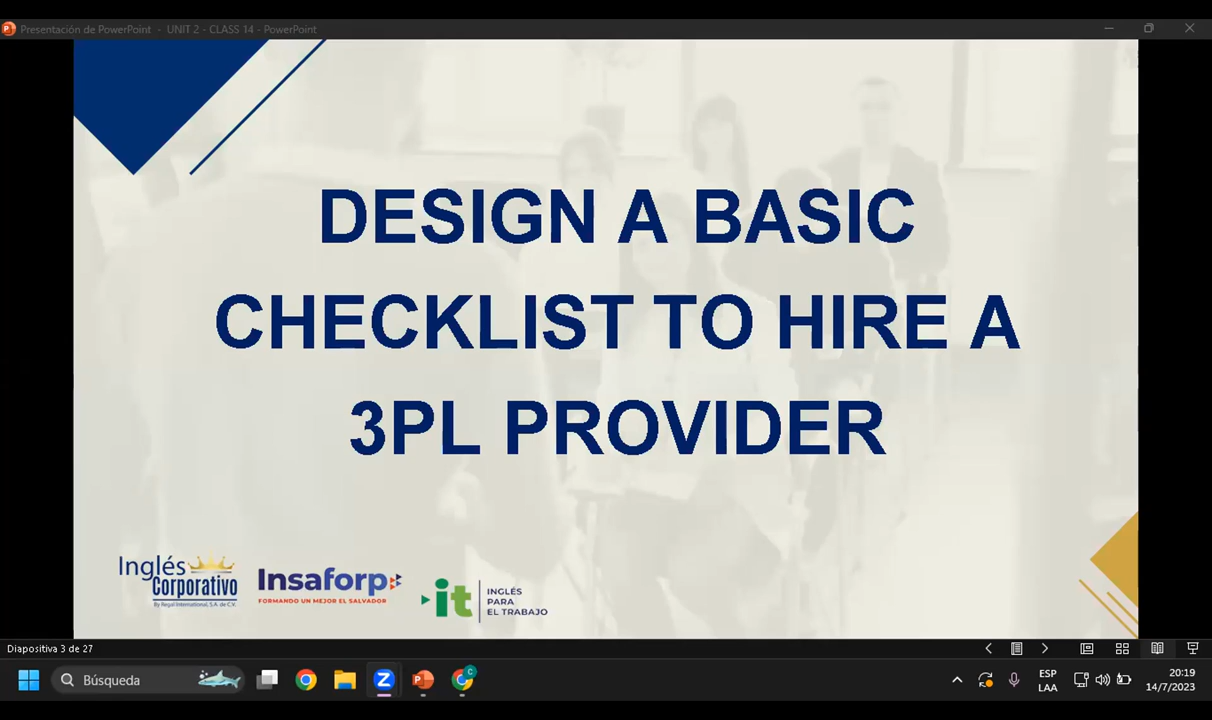 Presentación de PowerPoint - UNIT 2 - CLASS 14 - PowerPoint
DESIGN A BASIC
CHECKLIST TO HIRE A
3PL PROVIDER
Inglés
Corporativo
By Regal International, S.A. de C.V.
Insaforp
FORMANDO UN MEJOR EL SALVADOR
it
INGLÉS
PARA
EL TRABAJO
Diapositiva 3 de 27
Búsqueda
ESP
LAA
20:19
14/7/2023